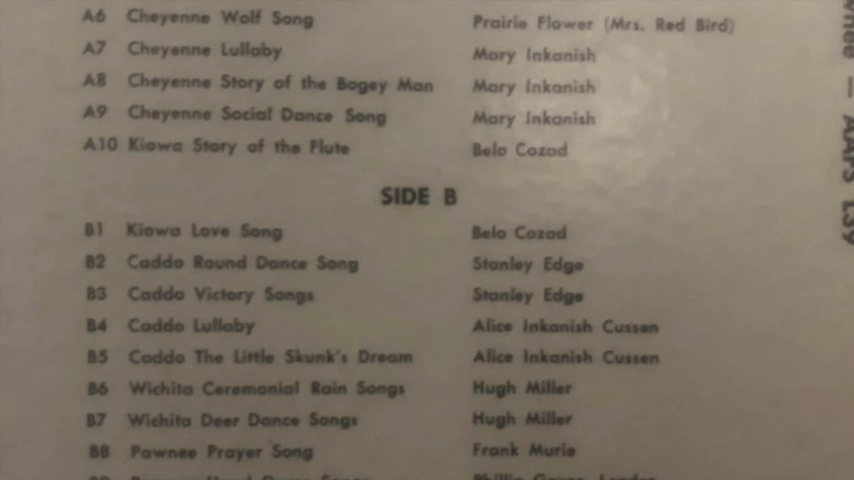 A6 Cheyenne Wolf Song Prairie Flower (Mrs. Red Bird)
A7 Cheyenne Lullaby Mary Inkanish
A8 Cheyenne Story of the Bogey Man Mary Inkanish
A9 Cheyenne Social Dance Song Mary Inkanish
A10 Kiowa Story of the Flute Belo Cozad
SIDE B
B1 Kiowa Love Song Belo Cozad
B2 Caddo Round Dance Song Stanley Edge
B3 Caddo Victory Songs Stanley Edge
B4 Caddo Lullaby Alice Inkanish Cussen
B5 Caddo The Little Skunk's Dream Alice Inkanish Cussen
B6 Wichita Ceremonial Rain Songs Hugh Miller
B7 Wichita Deer Dance Songs Hugh Miller
B8 Pawnee Prayer Song Frank Murie
— AAFS L39